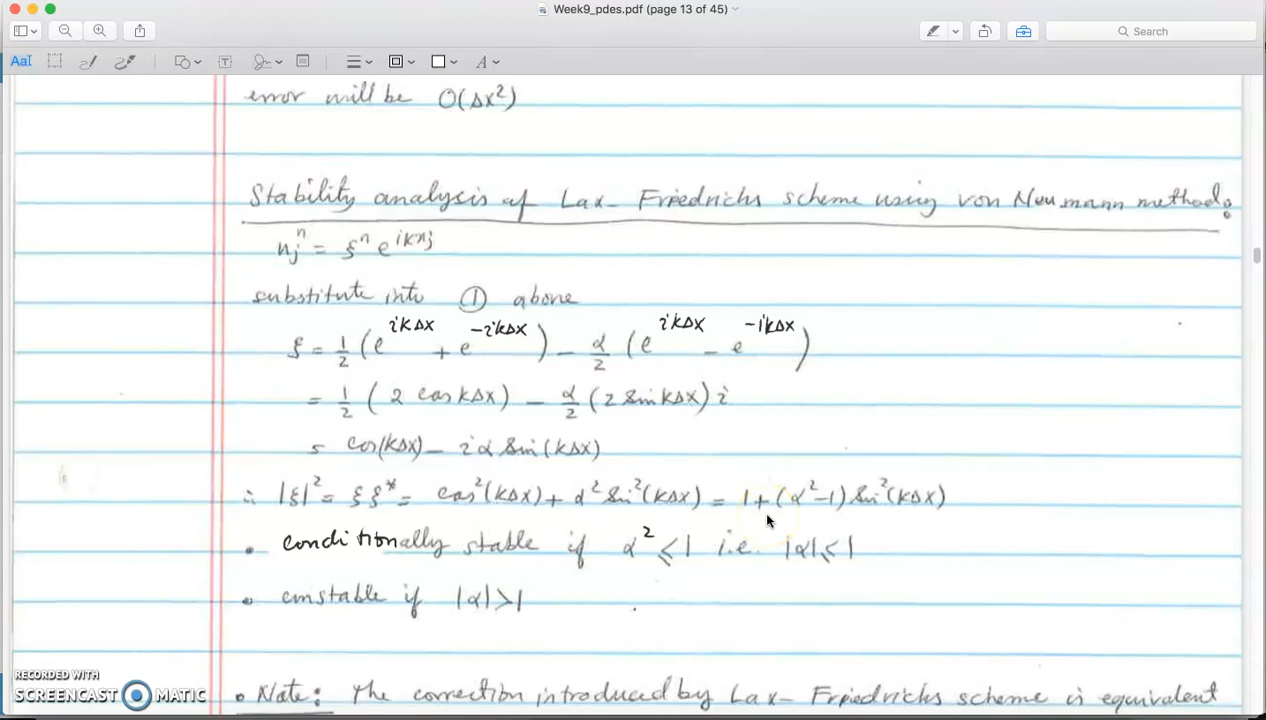 Week9_pdes.pdf (page 13 of 45)
Search
AaI
error will be O(Δx²)
Stability analysis of Lax-Friedrichs scheme using von Neumann method:
ηⱼⁿ = ξⁿ e^{ikxⱼ}
substitute into ① above
ξ = 1/2 (e^{ikΔx} + e^{-ikΔx}) - α/2 (e^{ikΔx} - e^{-ikΔx})
= 1/2 (2 cos kΔx) - α/2 (2 sin kΔx) i
= cos(kΔx) - iα sin(kΔx)
∴ |ξ|² = ξξ* = cos²(kΔx) + α² sin²(kΔx) = 1 + (α²-1) sin²(kΔx)
• conditionally stable if α² ≤ 1 i.e. |α| ≤ 1
• unstable if |α| > 1
• Note: The correction introduced by Lax-Friedrichs scheme is equivalent
RECORDED WITH
SCREENCAST MATIC